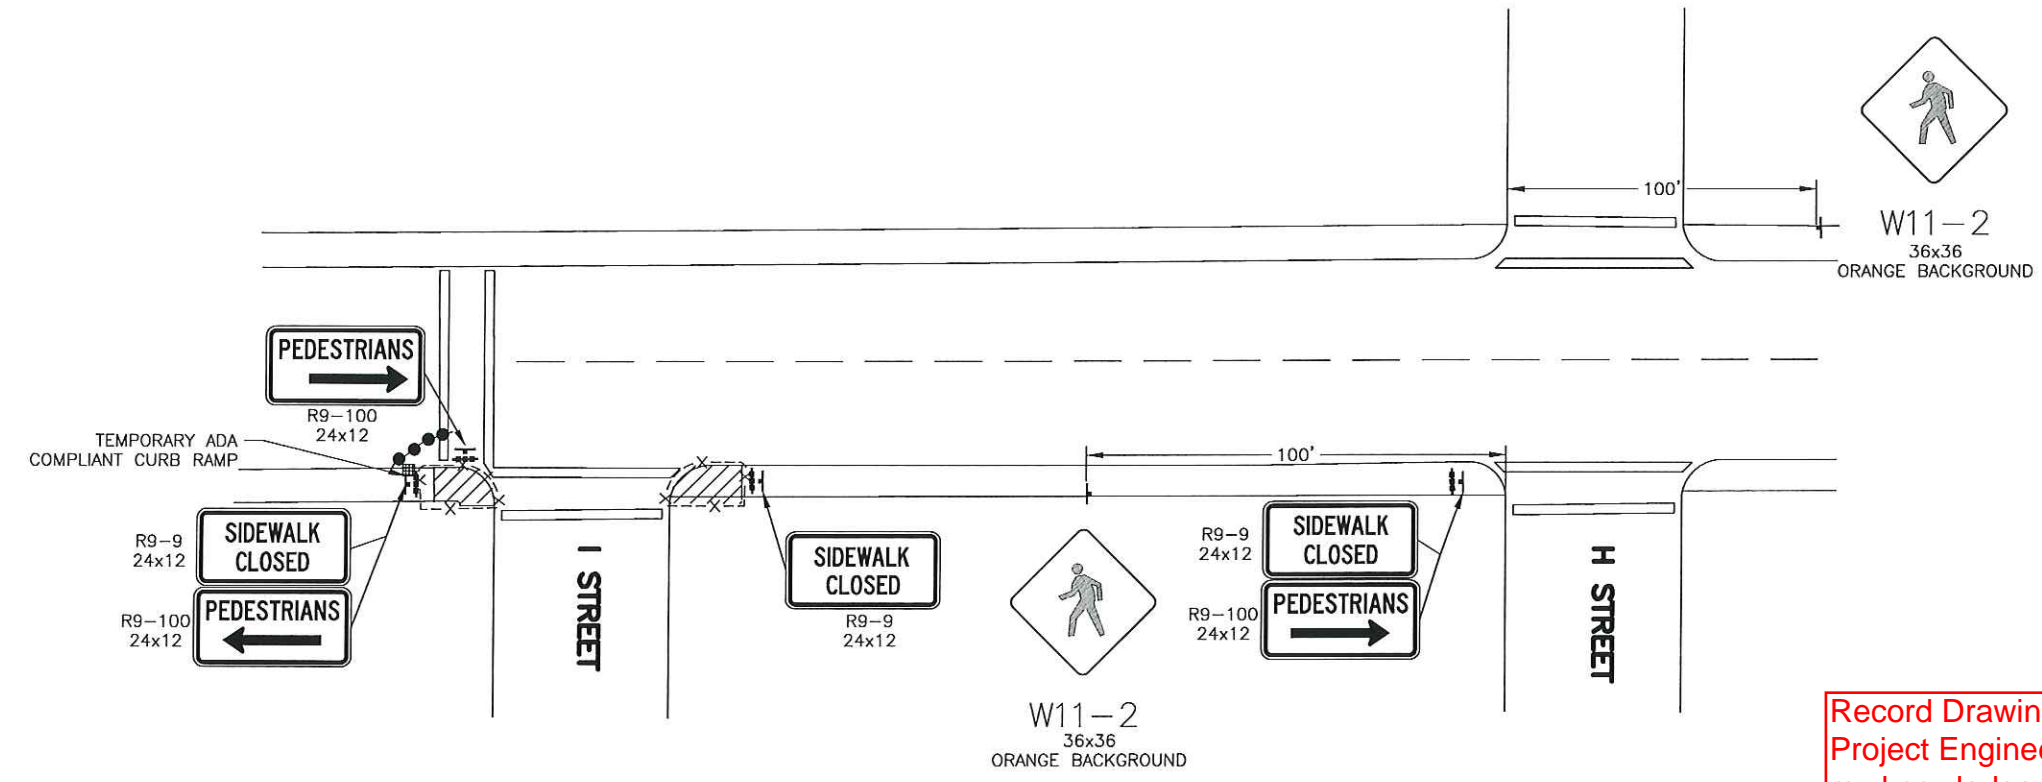 100'
W11-2
36x36
ORANGE BACKGROUND
PEDESTRIANS
R9-100
24x12
TEMPORARY ADA
COMPLIANT CURB RAMP
100'
R9-9
24x12
SIDEWALK
CLOSED
R9-100
24x12
PEDESTRIANS
I STREET
SIDEWALK
CLOSED
R9-9
24x12
W11-2
36x36
ORANGE BACKGROUND
R9-9
24x12
SIDEWALK
CLOSED
R9-100
24x12
PEDESTRIANS
H STREET
Record
Project